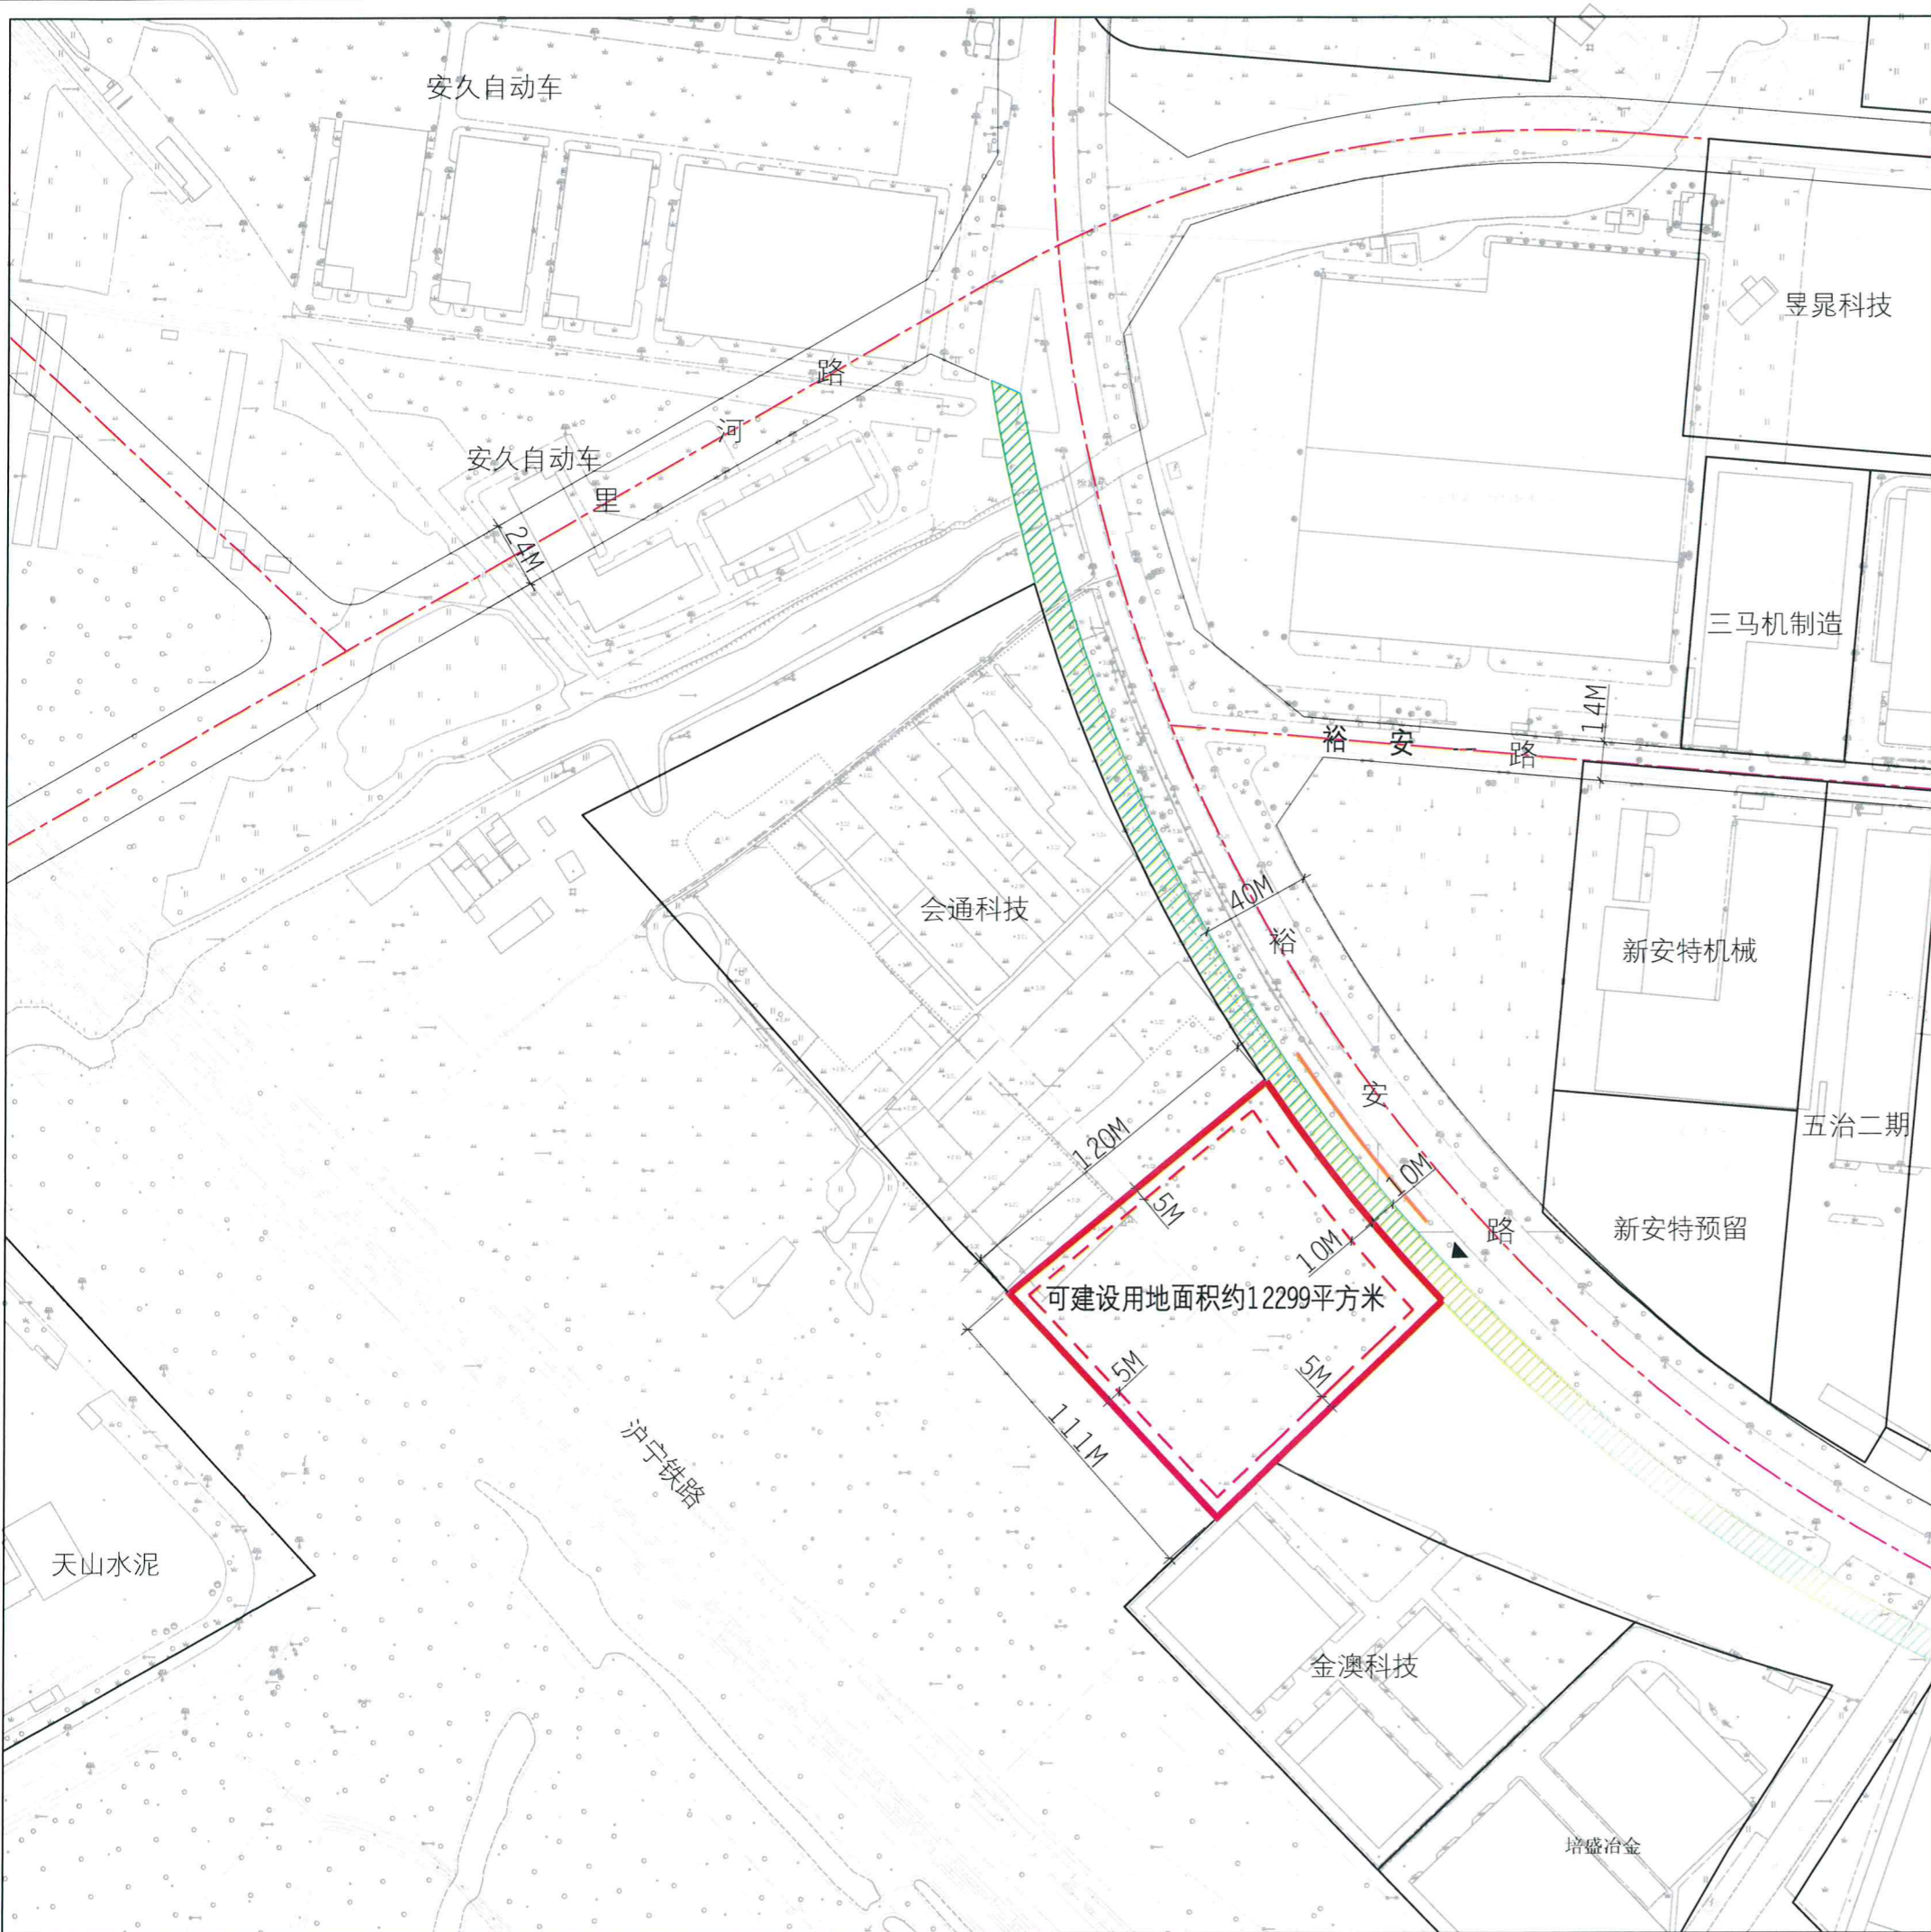 安久自动车
昱晁科技
里河路
安久自动车
24M
三马机制造
14M
裕安一路
会通科技
40M
新安特机械
裕安路
五治二期
120M
5M
10M
10M
新安特预留
可建设用地面积约12299平方米
5M
5M
111M
沪宁铁路
天山水泥
金澳科技
培盛冶金